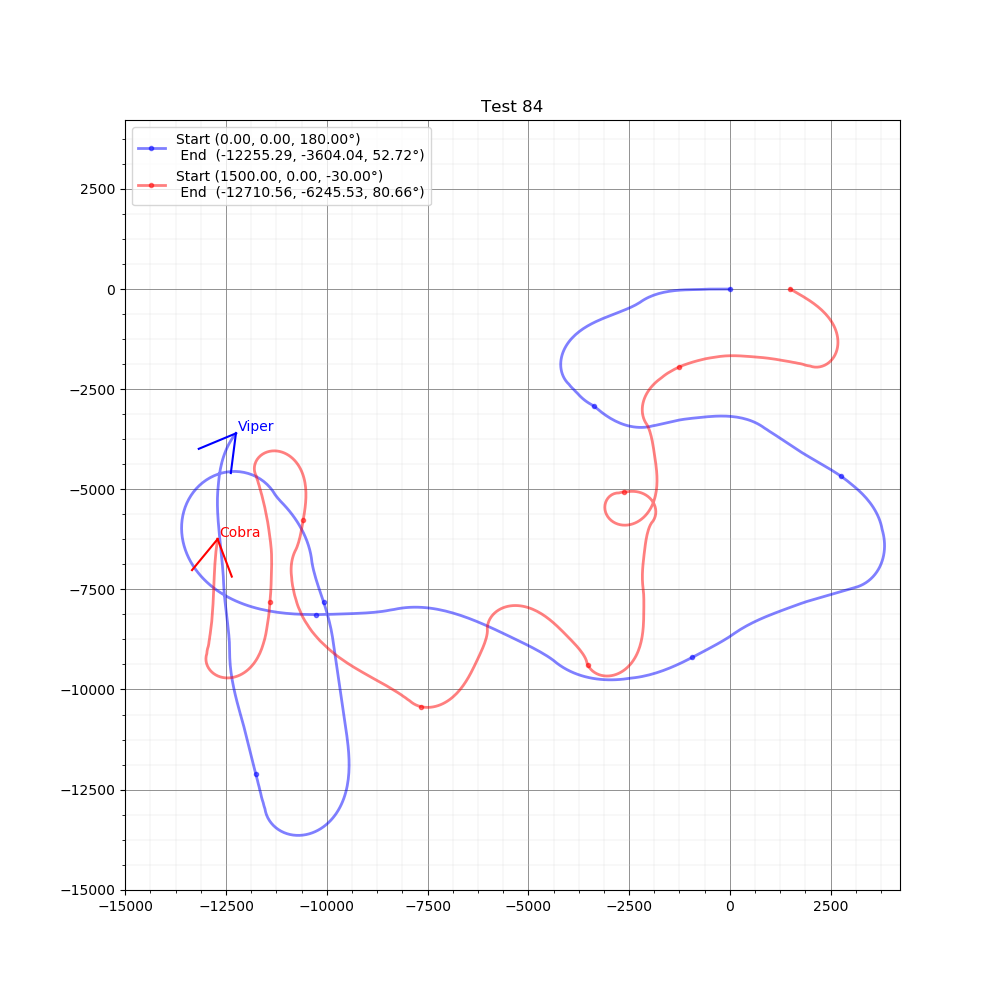 Test 84
Start (0.00, 0.00, 180.00°)
End (-12255.29, -3604.04, 52.72°)
Start (1500.00, 0.00, -30.00°)
End (-12710.56, -6245.53, 80.66°)
2500
0
−2500
−5000
−7500
−10000
−12500
−15000
Viper
Cobra
−15000 −12500 −10000 −7500 −5000 −2500 0 2500